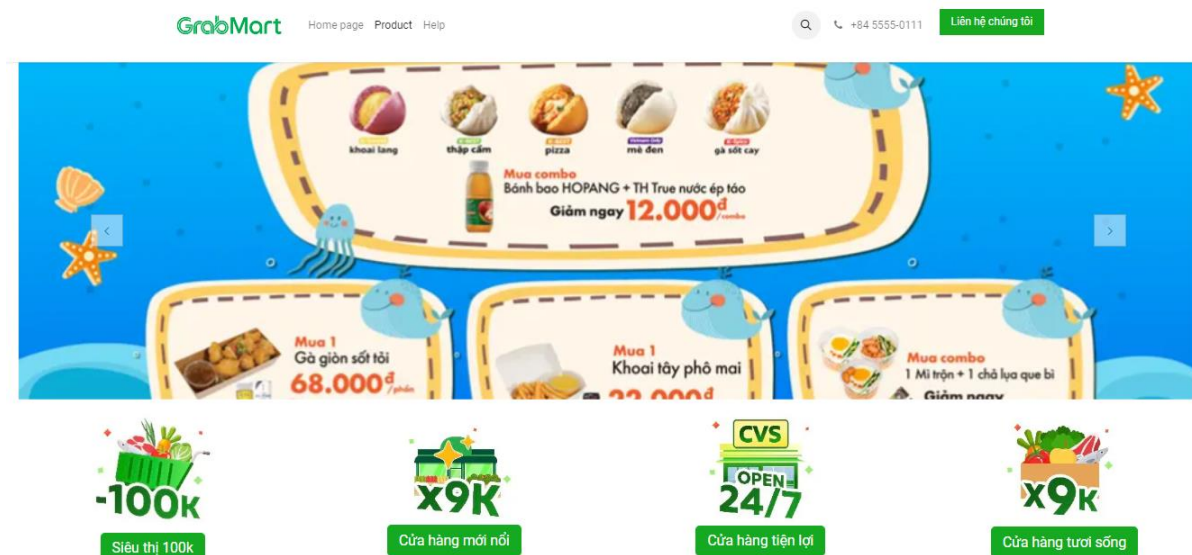 GrabMart
Home page Product Help
+84 5555-0111
Liên hệ chúng tôi
khoai lang
thập cẩm
pizza
mè đen
gà sốt cay
Mua combo
Bánh bao HOPANG + TH True nước ép táo
Giảm ngay 12.000đ/combo
Mua 1
Gà giòn sốt tỏi
68.000đ/phần
Mua 1
Khoai tây phô mai
22.000đ
Mua combo
1 Mì trộn + 1 chả lụa que bì
Giảm ngay
-100K
Siêu thị 100k
X9K
Cửa hàng mới nổi
CVS
OPEN
24/7
Cửa hàng tiện lợi
X9K
Cửa hàng tươi sống